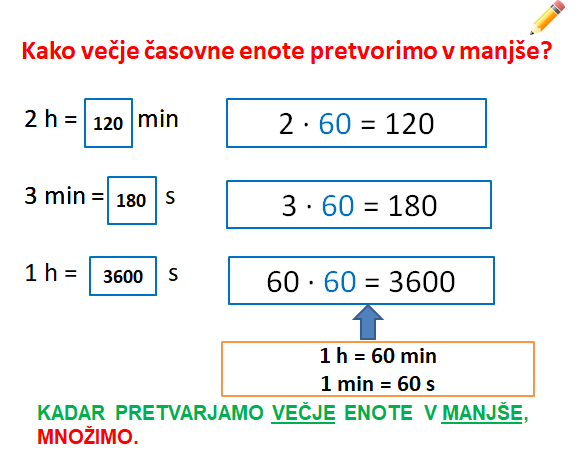 Kako večje časovne enote pretvorimo v manjše?
2 h = 120 min 2 · 60 = 120
3 min = 180 s 3 · 60 = 180
1 h = 3600 s 60 · 60 = 3600
1 h = 60 min
1 min = 60 s
KADAR PRETVARJAMO VEČJE ENOTE V MANJŠE,
MNOŽIMO.